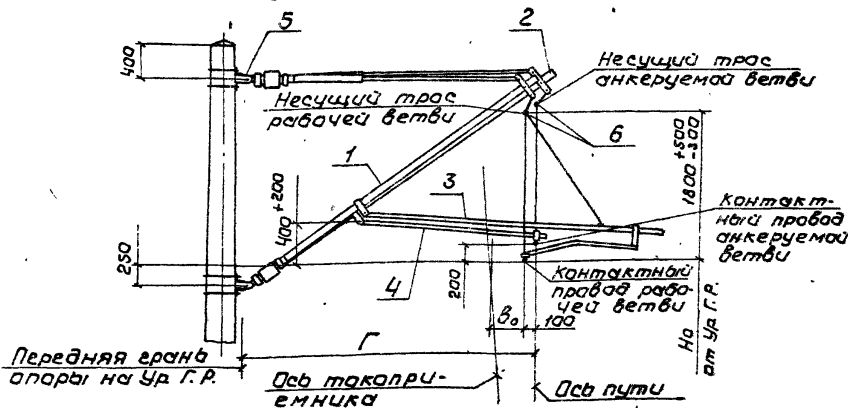 5
2
400
Несущий трос
анкеруемой ветви
Несущий трос
рабочей ветви
6
1
1800 +500 -300
3
400 +200
Контакт-
ный провод
анкеруемой
ветви
250
4
200
Контактный
провод рабо-
чей ветви
В₀
100
Но
от Ур. Г.Р.
Г
Передняя грань
опоры на Ур. Г.Р.
Ось токопри-
емника
Ось пути